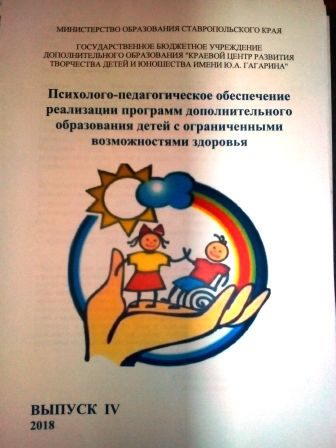 МИНИСТЕРСТВО ОБРАЗОВАНИЯ СТАВРОПОЛЬСКОГО КРАЯ
ГОСУДАРСТВЕННОЕ БЮДЖЕТНОЕ УЧРЕЖДЕНИЕ
ДОПОЛНИТЕЛЬНОГО ОБРАЗОВАНИЯ "КРАЕВОЙ ЦЕНТР РАЗВИТИЯ
ТВОРЧЕСТВА ДЕТЕЙ И ЮНОШЕСТВА ИМЕНИ Ю.А. ГАГАРИНА"
Психолого-педагогическое обеспечение
реализации программ дополнительного
образования детей с ограниченными
возможностями здоровья
ВЫПУСК IV
2018